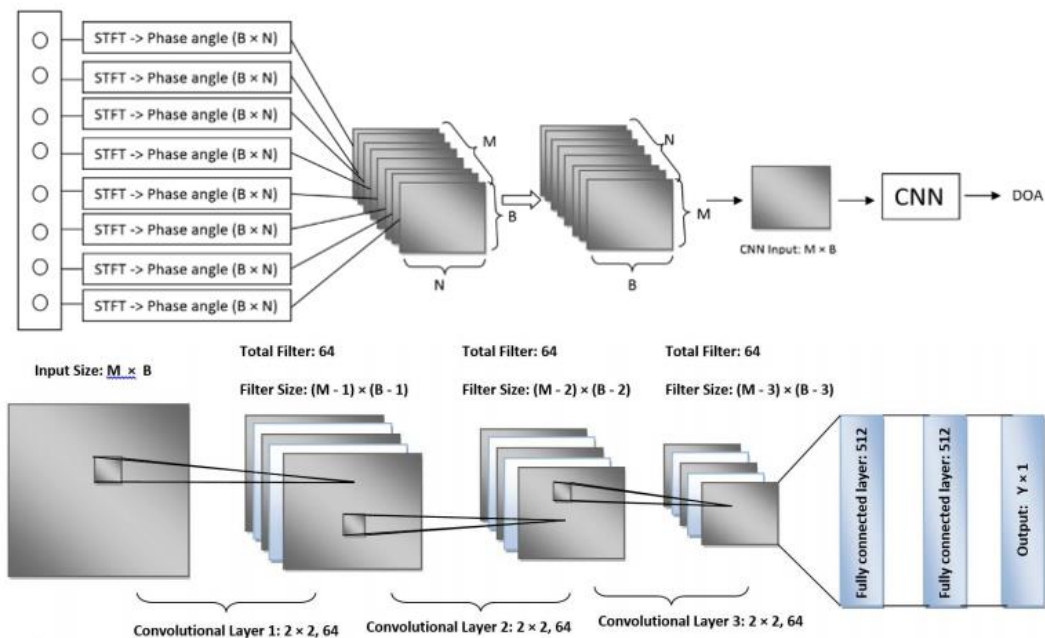 STFT -> Phase angle (B × N)
STFT -> Phase angle (B × N)
STFT -> Phase angle (B × N)
STFT -> Phase angle (B × N)
STFT -> Phase angle (B × N)
STFT -> Phase angle (B × N)
STFT -> Phase angle (B × N)
STFT -> Phase angle (B × N)
M
B
N
N
M
B
CNN Input: M × B
CNN
DOA
Input Size: M × B
Total Filter: 64
Filter Size: (M - 1) × (B - 1)
Total Filter: 64
Filter Size: (M - 2) × (B - 2)
Total Filter: 64
Filter Size: (M - 3) × (B - 3)
Fully connected layer: 512
Fully connected layer: 512
Output: Y × 1
Convolutional Layer 1: 2 × 2, 64
Convolutional Layer 2: 2 × 2, 64
Convolutional Layer 3: 2 × 2, 64